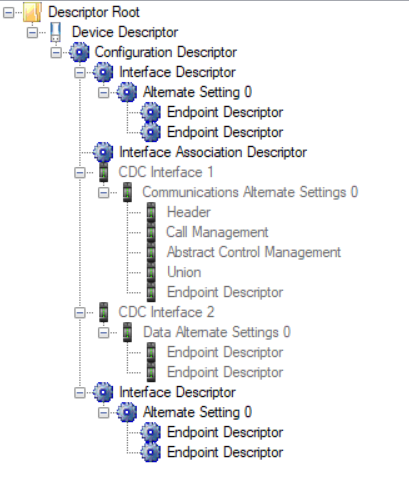 Descriptor Root
Device Descriptor
Configuration Descriptor
Interface Descriptor
Alternate Setting 0
Endpoint Descriptor
Endpoint Descriptor
Interface Association Descriptor
CDC Interface 1
Communications Alternate Settings 0
Header
Call Management
Abstract Control Management
Union
Endpoint Descriptor
CDC Interface 2
Data Alternate Settings 0
Endpoint Descriptor
Endpoint Descriptor
Interface Descriptor
Alternate Setting 0
Endpoint Descriptor
Endpoint Descriptor